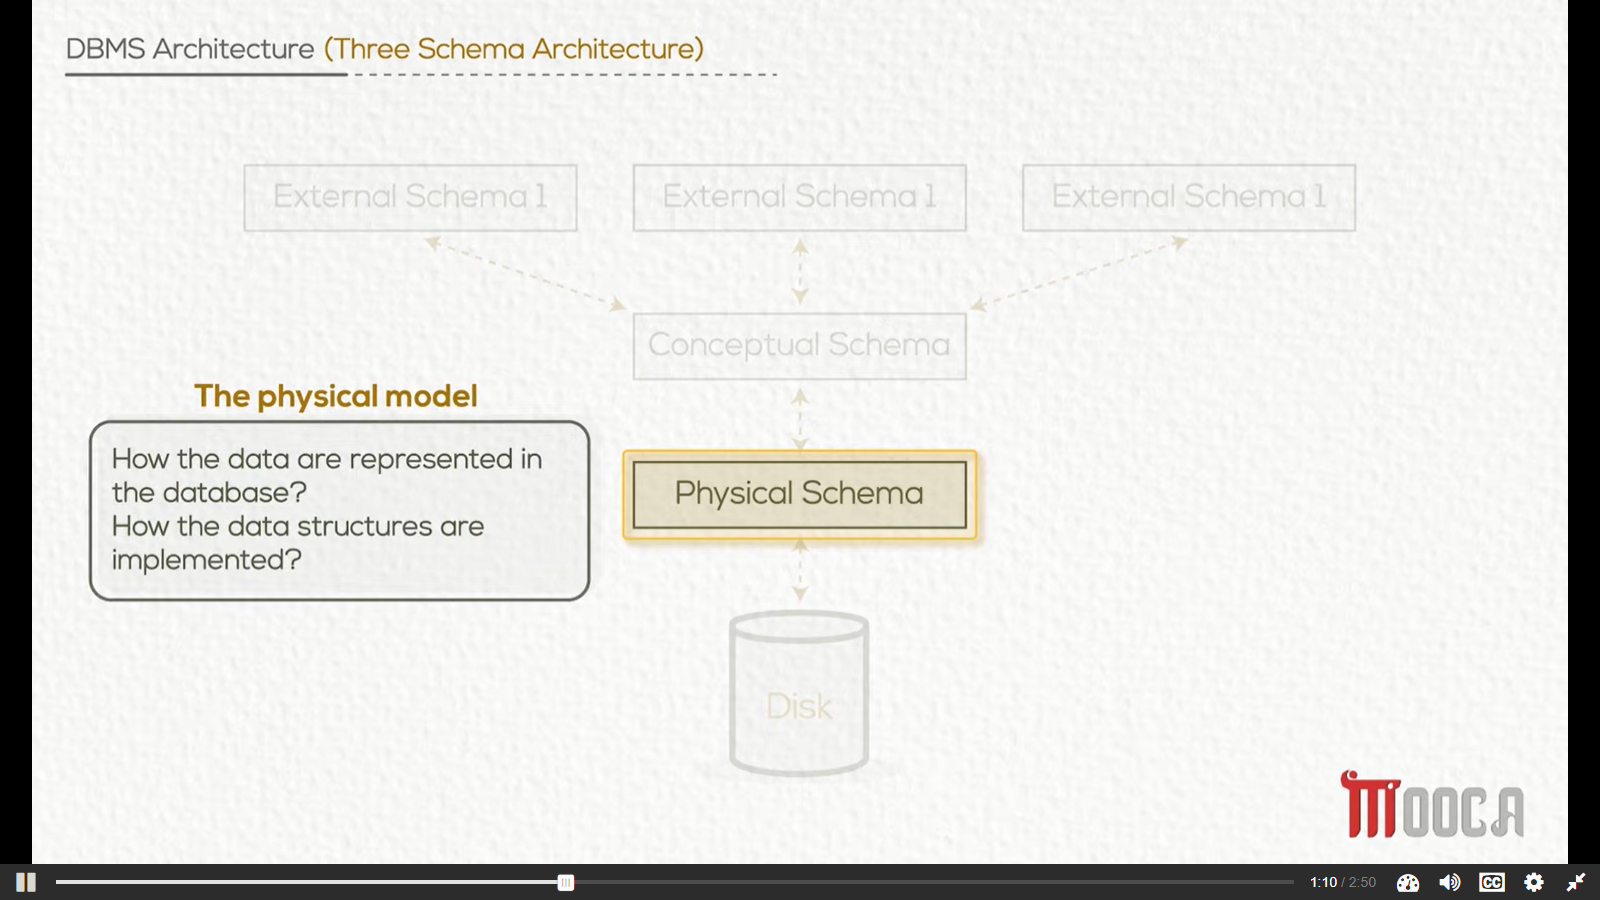 DBMS Architecture (Three Schema Architecture)
External Schema 1 External Schema 1 External Schema 1
Conceptual Schema
The physical model
How the data are represented in
the database?
How the data structures are
implemented?
Physical Schema
Disk
MOOCA
1:10 / 2:50
CC